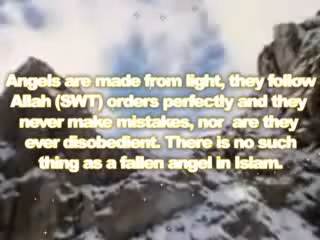 Angels are made from light, they follow
Allah (SWT) orders perfectly and they
never make mistakes, nor are they
ever disobedient. There is no such
thing as a fallen angel in Islam.